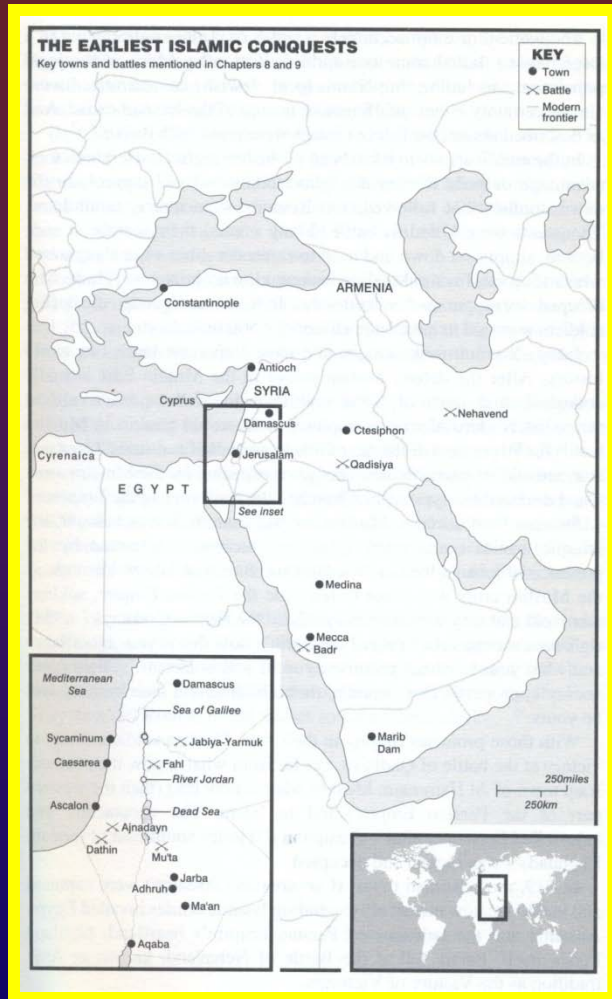 THE EARLIEST ISLAMIC CONQUESTS
Key towns and battles mentioned in Chapters 8 and 9
KEY
Town
Battle
Modern
frontier
Constantinople
ARMENIA
Antioch
SYRIA
Cyprus
Damascus
Nehavend
Ctesiphon
Cyrenaica
Jerusalam
Qadisiya
EGYPT
See inset
Medina
Mecca
Badr
Marib
Dam
250miles
250km
Mediterranean
Sea
Damascus
Sea of Galilee
Sycaminum
Jabiya-Yarmuk
Caesarea
Fahl
River Jordan
Ascalon
Dead Sea
Ajnadayn
Dathin
Mu'ta
Jarba
Adhruh
Ma'an
Aqaba